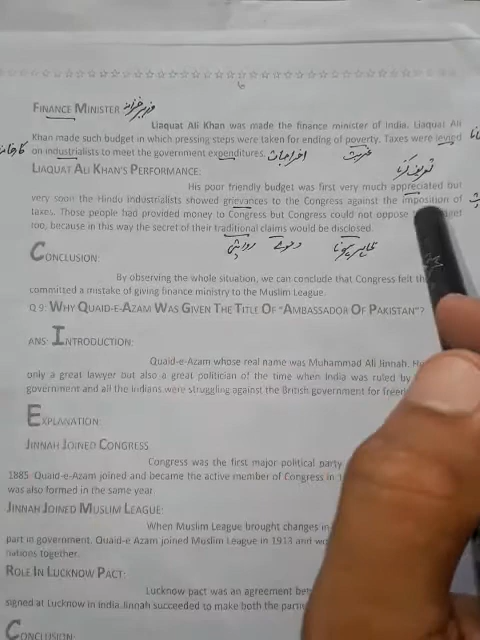 FINANCE MINISTER وزیر خزانہ
Liaquat Ali Khan was made the finance minister of India. Liaquat Ali
Khan made such budget in which pressing steps were taken for ending of poverty. Taxes were levied
on industrialists to meet the government expenditures. اخراجات غربت
LIAQUAT ALI KHAN'S PERFORMANCE: تعریف کرنا
His poor friendly budget was first very much appreciated but
very soon the Hindu industrialists showed grievances to the Congress against the imposition of
taxes. Those people had provided money to Congress but Congress could not oppose
too, because in this way the secret of their traditional claims would be disclosed.
روایتی دعوے ظاہر ہونا
CONCLUSION:
By observing the whole situation, we can conclude that Congress felt
committed a mistake of giving finance ministry to the Muslim League.
Q.9: WHY QUAID-E-AZAM WAS GIVEN THE TITLE OF "AMBASSADOR OF PAKISTAN"?
ANS: INTRODUCTION:
Quaid-e-Azam whose real name was Muhammad Ali Jinnah.
only a great lawyer but also a great politician of the time when India was ruled by
government and all the Indians were struggling against the British government for
EXPLANATION:
JINNAH JOINED CONGRESS
Congress was the first major political party
1885. Quaid-e-Azam joined and became the active member of Congress in
was also formed in the same year.
JINNAH JOINED MUSLIM LEAGUE:
When Muslim League brought changes in
part in government. Quaid-e Azam joined Muslim League in 1913 and
nations together.
ROLE IN LUCKNOW PACT:
Lucknow pact was an agreement
signed at Lucknow in India. Jinnah succeeded to make both the
CONCLUSION: